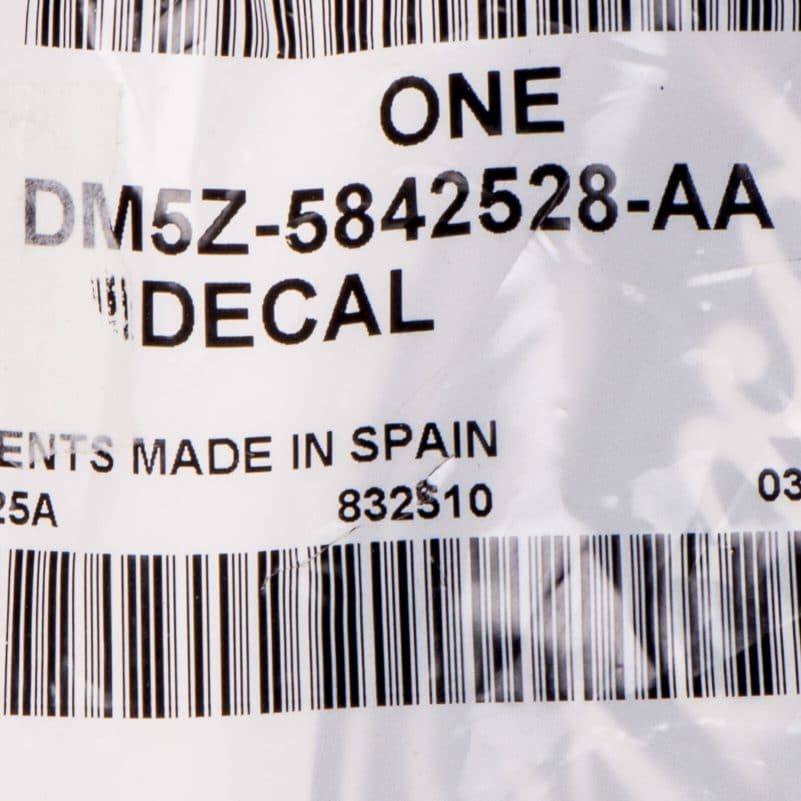 ONE
DM5Z-5842528-AA
DECAL
ENTS MADE IN SPAIN
25A 832510 03